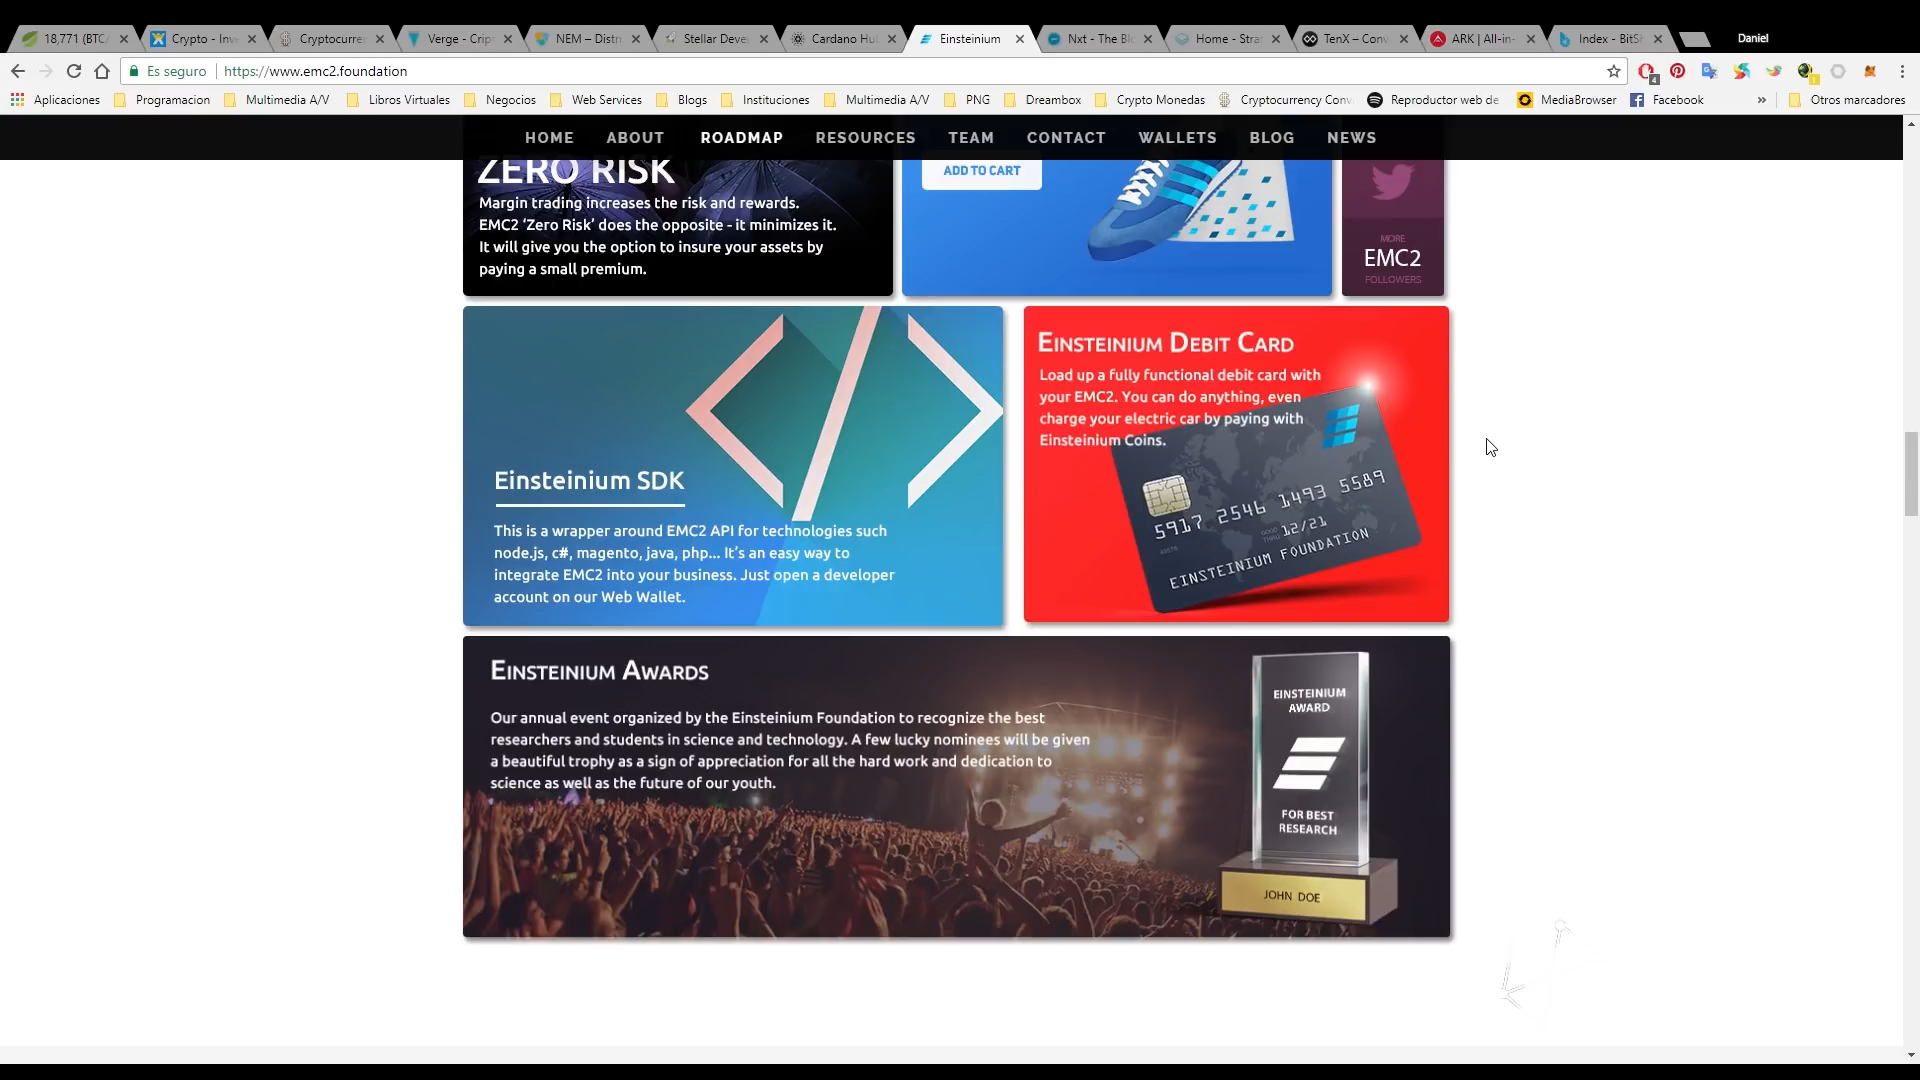 18,771 (BTC/
Crypto - Inve
Cryptocurre
Verge - Crip
NEM – Distr
Stellar Deve
Cardano Hu
Einsteinium
Nxt - The Bl
Home - Stra
TenX – Conv
ARK | All-in-
Index - BitS
Daniel
Es seguro
https://www.emc2.foundation
4
1
Aplicaciones
Programacion
Multimedia A/V
Libros Virtuales
Negocios
Web Services
Blogs
Instituciones
Multimedia A/V
PNG
Dreambox
Crypto Monedas
Cryptocurrency Conv
Reproductor web de
MediaBrowser
Facebook
»
Otros marcadores
HOME ABOUT ROADMAP RESOURCES TEAM CONTACT WALLETS BLOG NEWS
ZERO RISK
Margin trading increases the risk and rewards.
EMC2 ‘Zero Risk’ does the opposite - it minimizes it.
It will give you the option to insure your assets by
paying a small premium.
ADD TO CART
MORE
EMC2
FOLLOWERS
Einsteinium SDK
This is a wrapper around EMC2 API for technologies such
node.js, c#, magento, java, php... It’s an easy way to
integrate EMC2 into your business. Just open a developer
account on our Web Wallet.
EINSTEINIUM DEBIT CARD
Load up a fully functional debit card with
your EMC2. You can do anything, even
charge your electric car by paying with
Einsteinium Coins.
5917 2546 1493 5589
12/21
EINSTEINIUM FOUNDATION
EINSTEINIUM AWARDS
Our annual event organized by the Einsteinium Foundation to recognize the best
researchers and students in science and technology. A few lucky nominees will be given
a beautiful trophy as a sign of appreciation for all the hard work and dedication to
science as well as the future of our youth.
EINSTEINIUM
AWARD
FOR BEST
RESEARCH
JOHN DOE